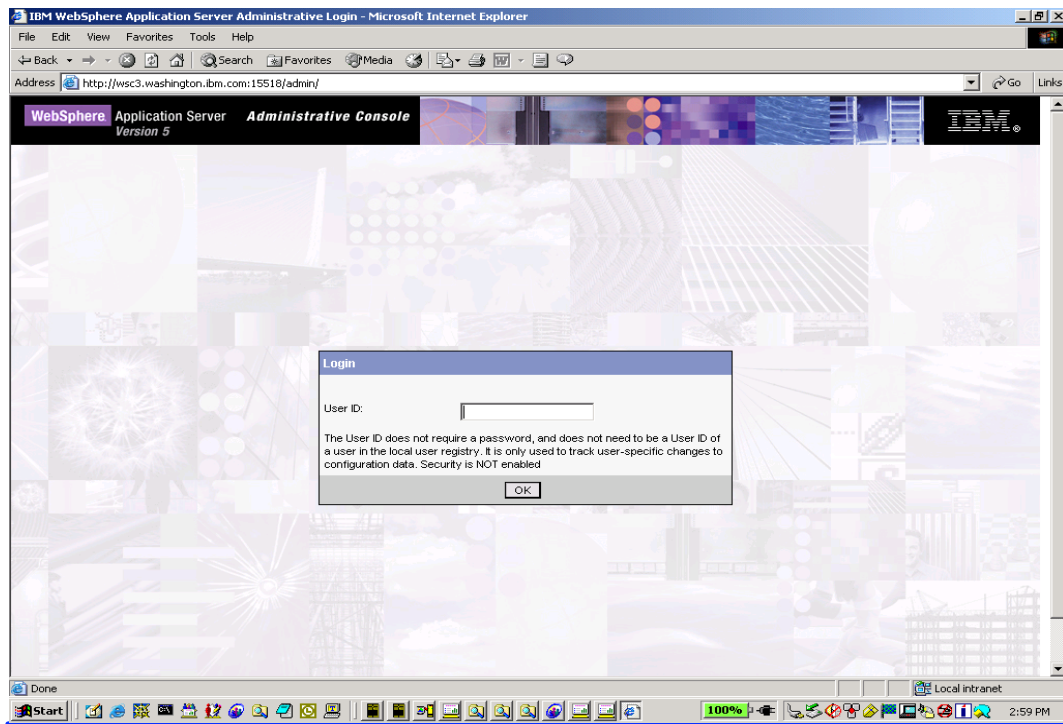 IBM WebSphere Application Server Administrative Login - Microsoft Internet Explorer
File Edit View Favorites Tools Help
Back Search Favorites Media
Address http://wsc3.washington.ibm.com:15518/admin/ Go Links
WebSphere. Application Server Administrative Console
Version 5
IBM®
Login
User ID:
The User ID does not require a password, and does not need to be a User ID of
a user in the local user registry. It is only used to track user-specific changes to
configuration data. Security is NOT enabled
OK
Done Local intranet
Start 100% 2:59 PM